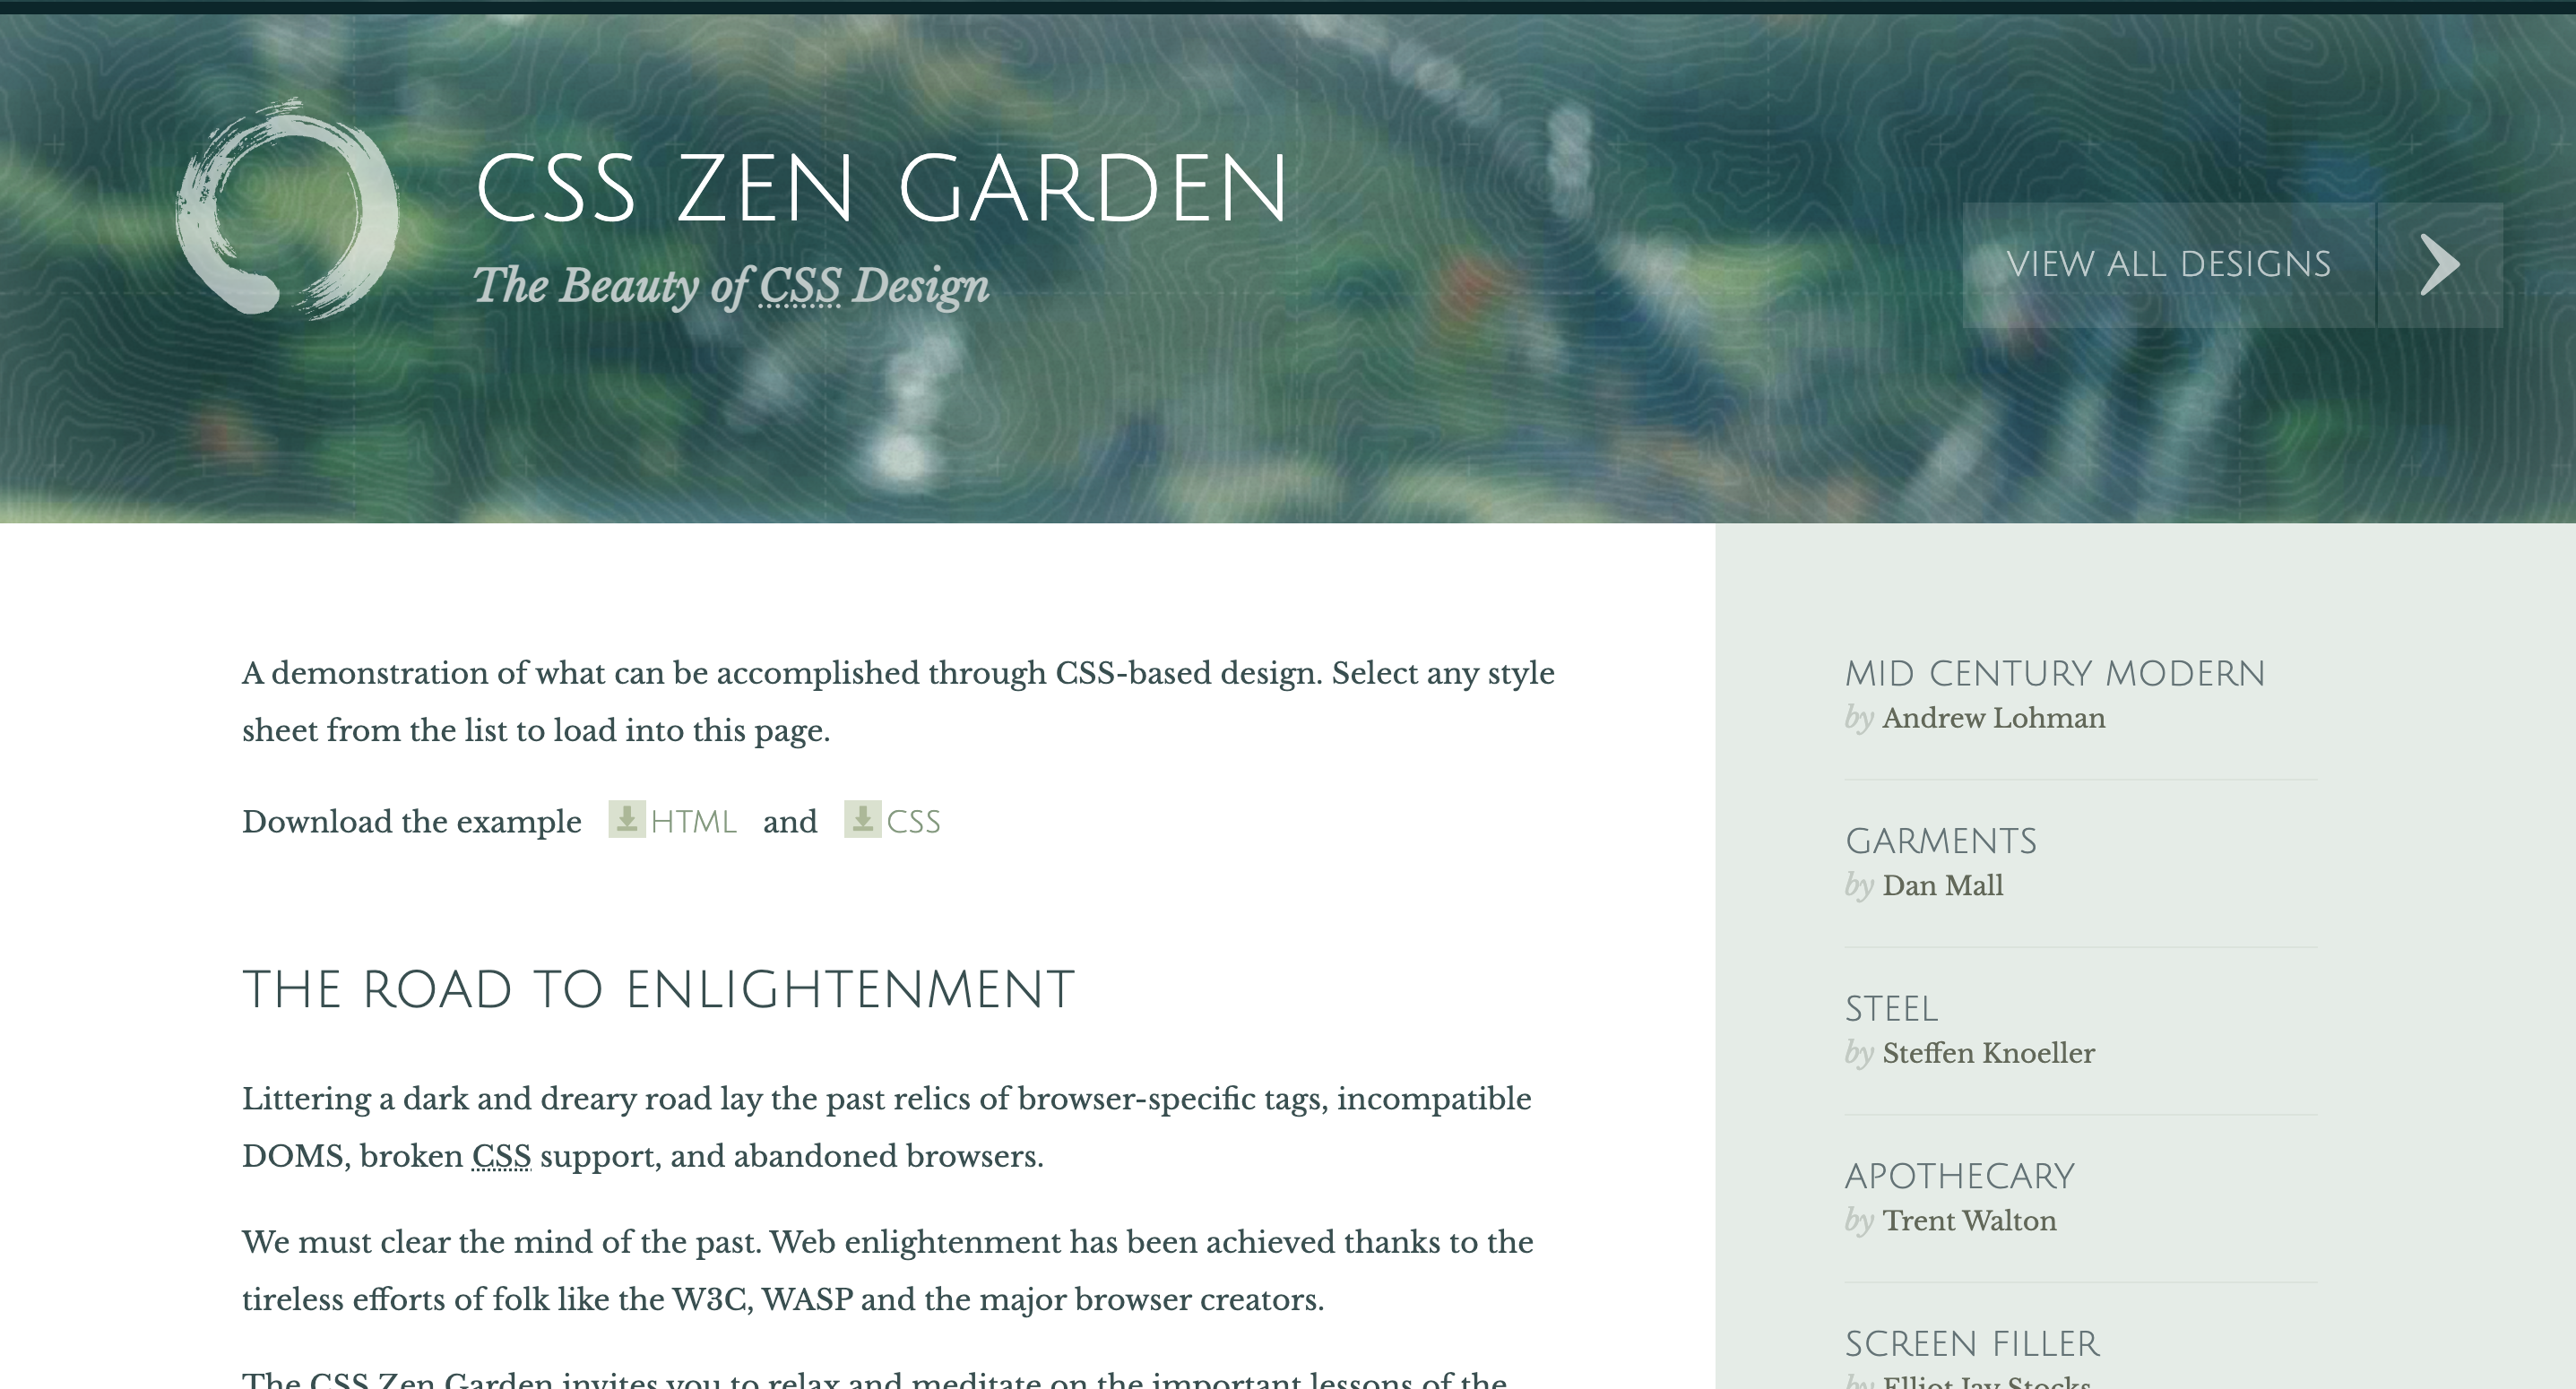 CSS ZEN GARDEN
The Beauty of CSS Design
VIEW ALL DESIGNS
A demonstration of what can be accomplished through CSS-based design. Select any style
sheet from the list to load into this page.
Download the example HTML and CSS
THE ROAD TO ENLIGHTENMENT
Littering a dark and dreary road lay the past relics of browser-specific tags, incompatible
DOMS, broken CSS support, and abandoned browsers.
We must clear the mind of the past. Web enlightenment has been achieved thanks to the
tireless efforts of folk like the W3C, WASP and the major browser creators.
The CSS Zen Garden invites you to relax and meditate on the important lessons of the
MID CENTURY MODERN
by Andrew Lohman
GARMENTS
by Dan Mall
STEEL
by Steffen Knoeller
APOTHECARY
by Trent Walton
SCREEN FILLER
by Elliot Jay Stocks